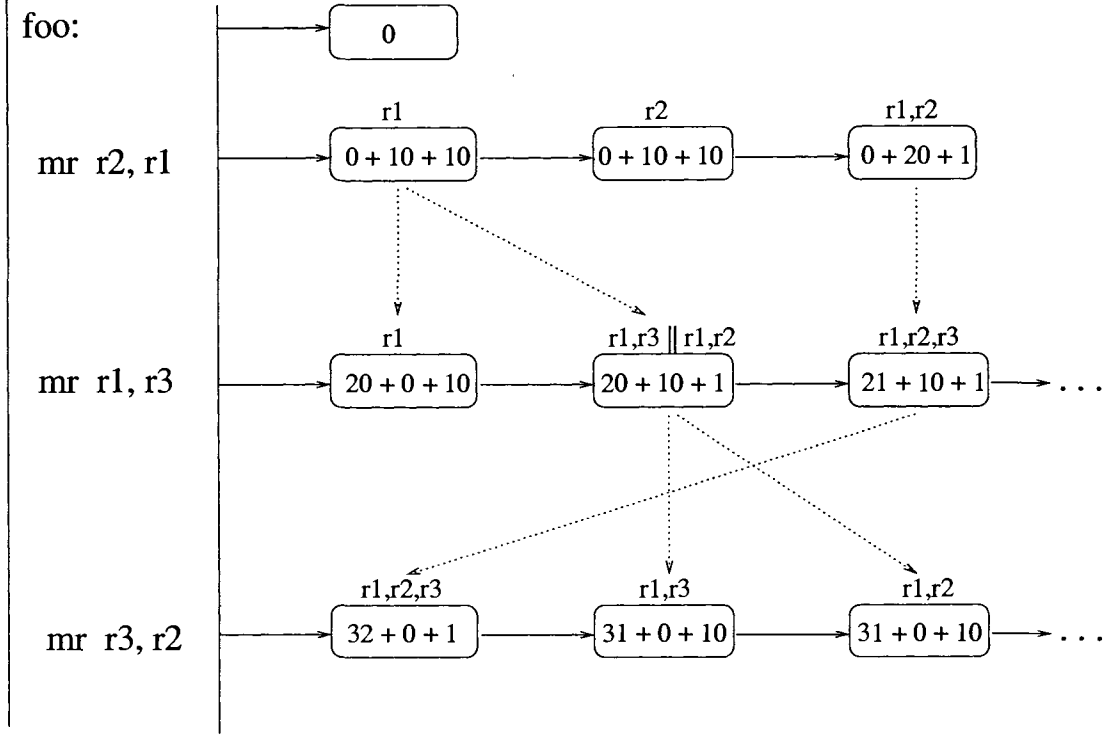 foo:
0
r1
r2
r1,r2
mr r2, r1
0 + 10 + 10
0 + 10 + 10
0 + 20 + 1
r1
r1,r3 || r1,r2
r1,r2,r3
mr r1, r3
20 + 0 + 10
20 + 10 + 1
21 + 10 + 1
. . .
r1,r2,r3
r1,r3
r1,r2
mr r3, r2
32 + 0 + 1
31 + 0 + 10
31 + 0 + 10
. . .